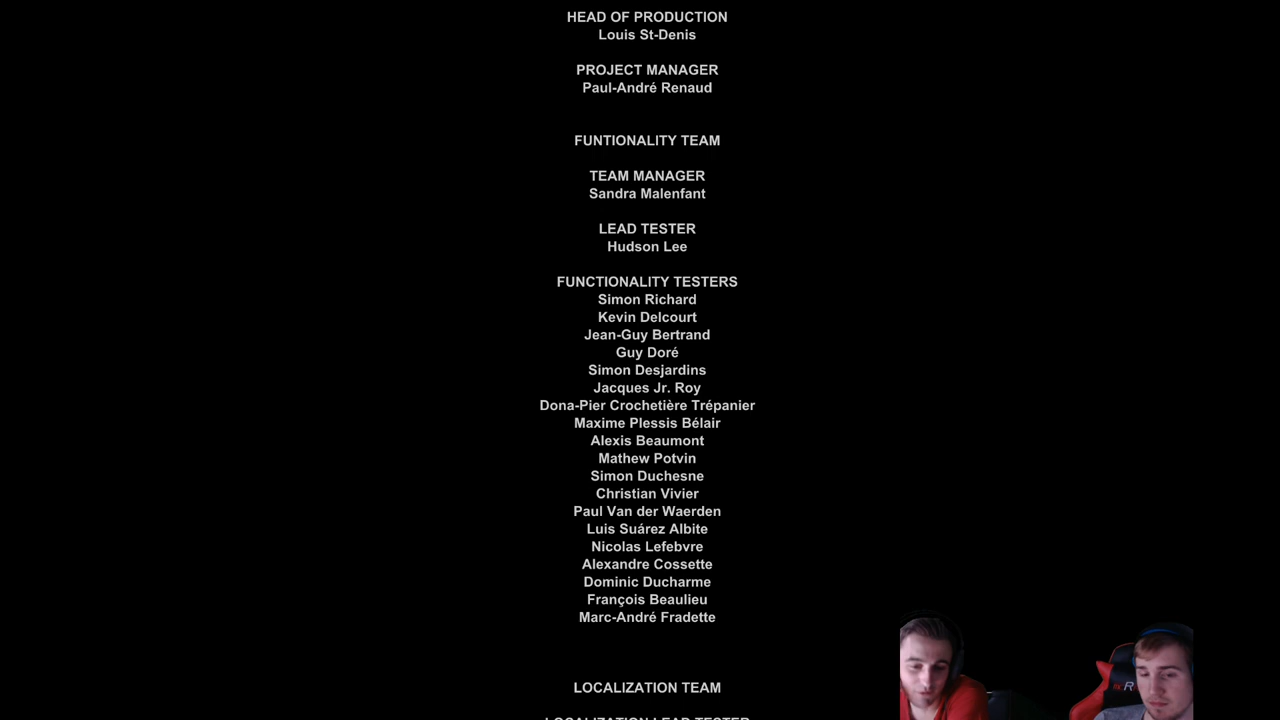 HEAD OF PRODUCTION
Louis St-Denis
PROJECT MANAGER
Paul-André Renaud
FUNTIONALITY TEAM
TEAM MANAGER
Sandra Malenfant
LEAD TESTER
Hudson Lee
FUNCTIONALITY TESTERS
Simon Richard
Kevin Delcourt
Jean-Guy Bertrand
Guy Doré
Simon Desjardins
Jacques Jr. Roy
Dona-Pier Crochetière Trépanier
Maxime Plessis Bélair
Alexis Beaumont
Mathew Potvin
Simon Duchesne
Christian Vivier
Paul Van der Waerden
Luis Suárez Albite
Nicolas Lefebvre
Alexandre Cossette
Dominic Ducharme
François Beaulieu
Marc-André Fradette
LOCALIZATION TEAM
LOCALIZATION LEAD TESTER